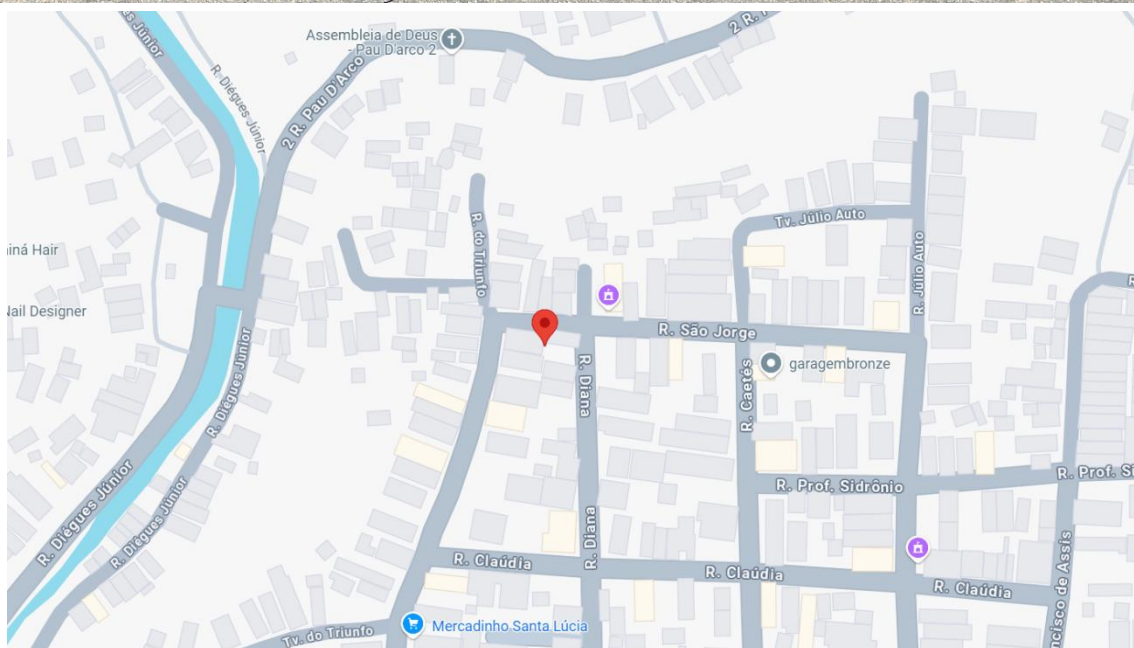 Assembleia de Deus
- Pau D'arco 2
2 R. Pau D'Arco
R. Diégues Júnior
R. do Triunfo
Tv. Júlio Auto
R. Júlio Auto
ainá Hair
Nail Designer
R. São Jorge
R. Diana
R. Caetés
garagembronze
R. Diégues Júnior
R. Diégues Júnior
R. Diégues Júnior
R. Prof. Sidrônio
R. Prof. Si
R. Diana
R. Claúdia
R. Claúdia
R. Claúdia
ncisco de Assis
Tv. do Triunfo
Mercadinho Santa Lúcia